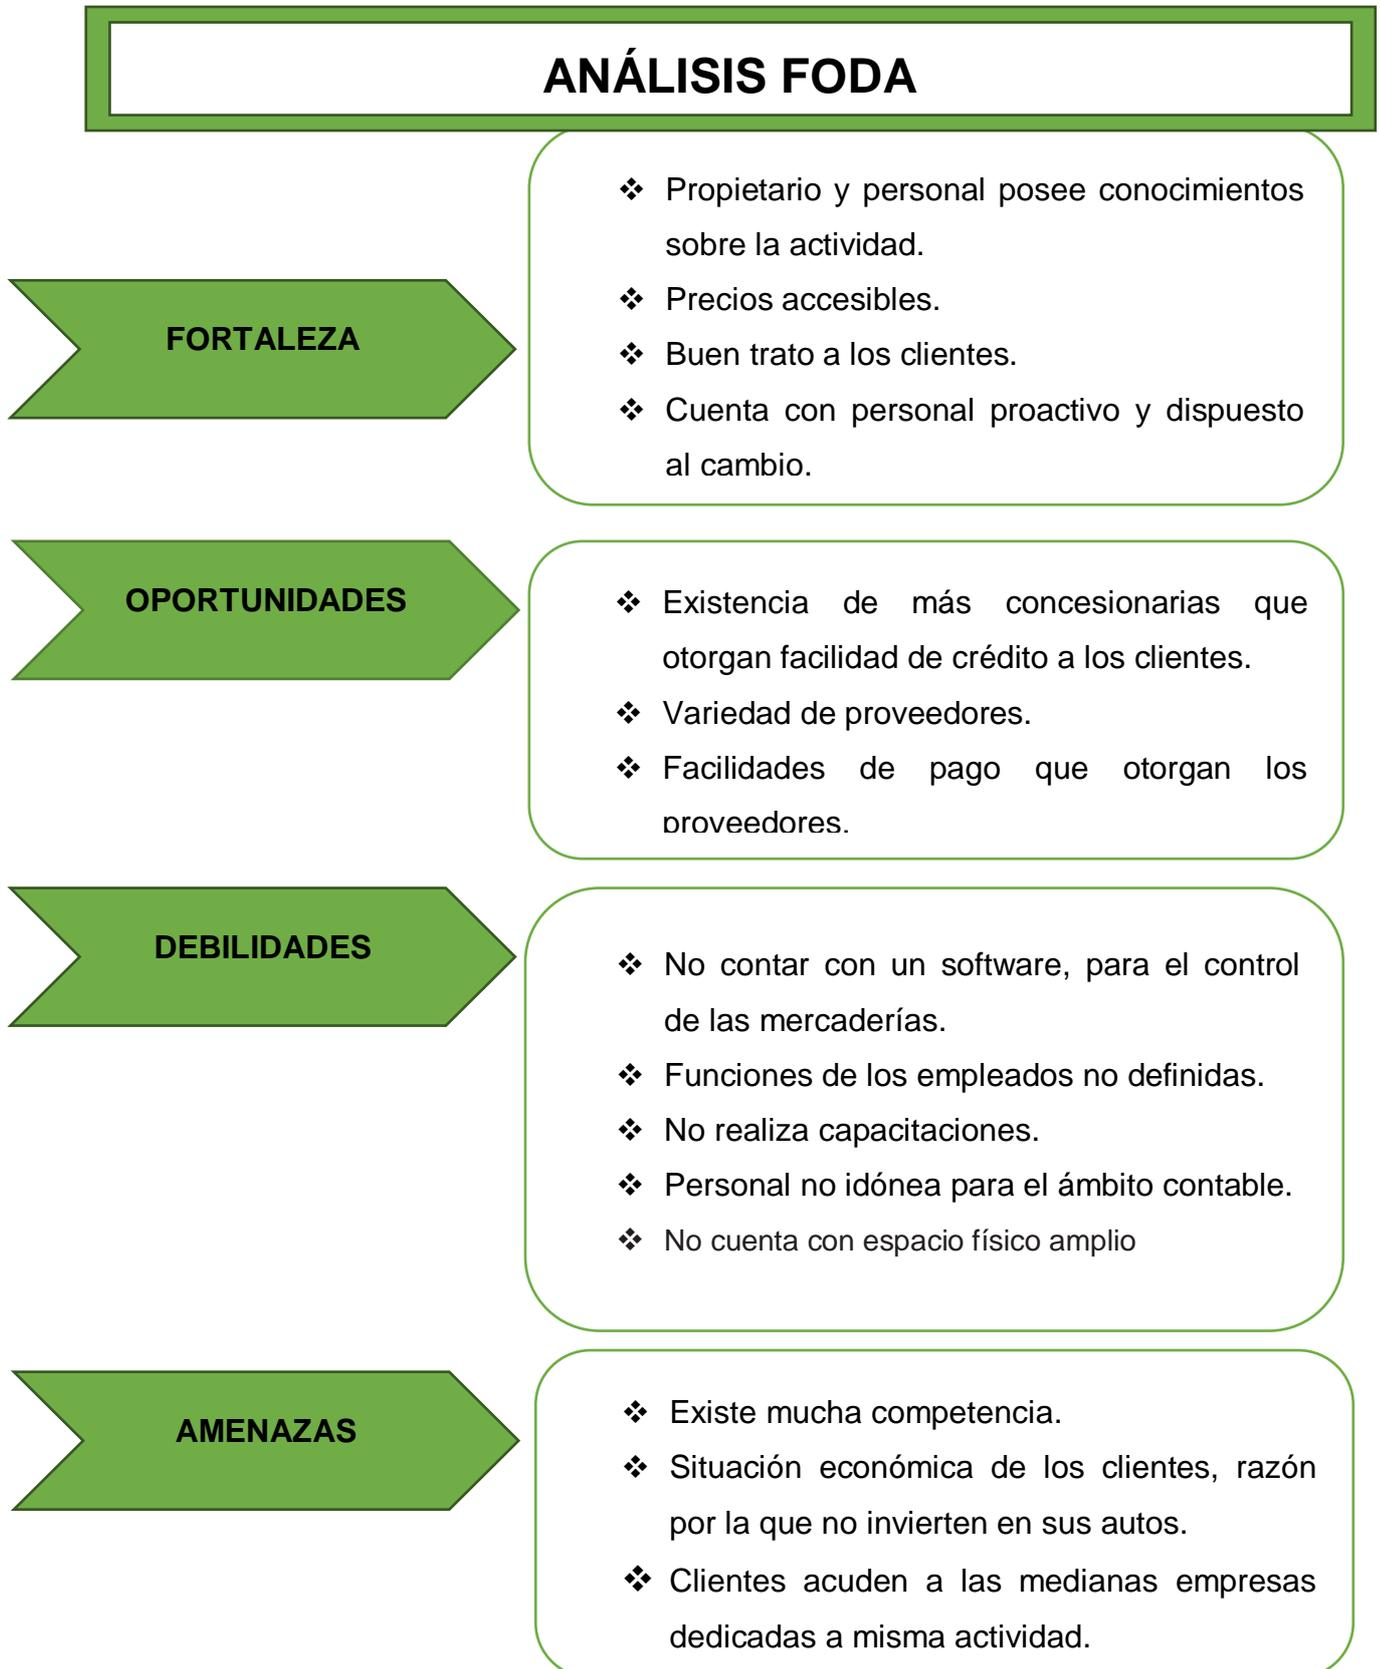 ANÁLISIS FODA
FORTALEZA
❖ Propietario y personal posee conocimientos
sobre la actividad.
❖ Precios accesibles.
❖ Buen trato a los clientes.
❖ Cuenta con personal proactivo y dispuesto
al cambio.
OPORTUNIDADES
❖ Existencia de más concesionarias que
otorgan facilidad de crédito a los clientes.
❖ Variedad de proveedores.
❖ Facilidades de pago que otorgan los
proveedores.
DEBILIDADES
❖ No contar con un software, para el control
de las mercaderías.
❖ Funciones de los empleados no definidas.
❖ No realiza capacitaciones.
❖ Personal no idónea para el ámbito contable.
❖ No cuenta con espacio físico amplio
AMENAZAS
❖ Existe mucha competencia.
❖ Situación económica de los clientes, razón
por la que no invierten en sus autos.
❖ Clientes acuden a las medianas empresas
dedicadas a misma actividad.